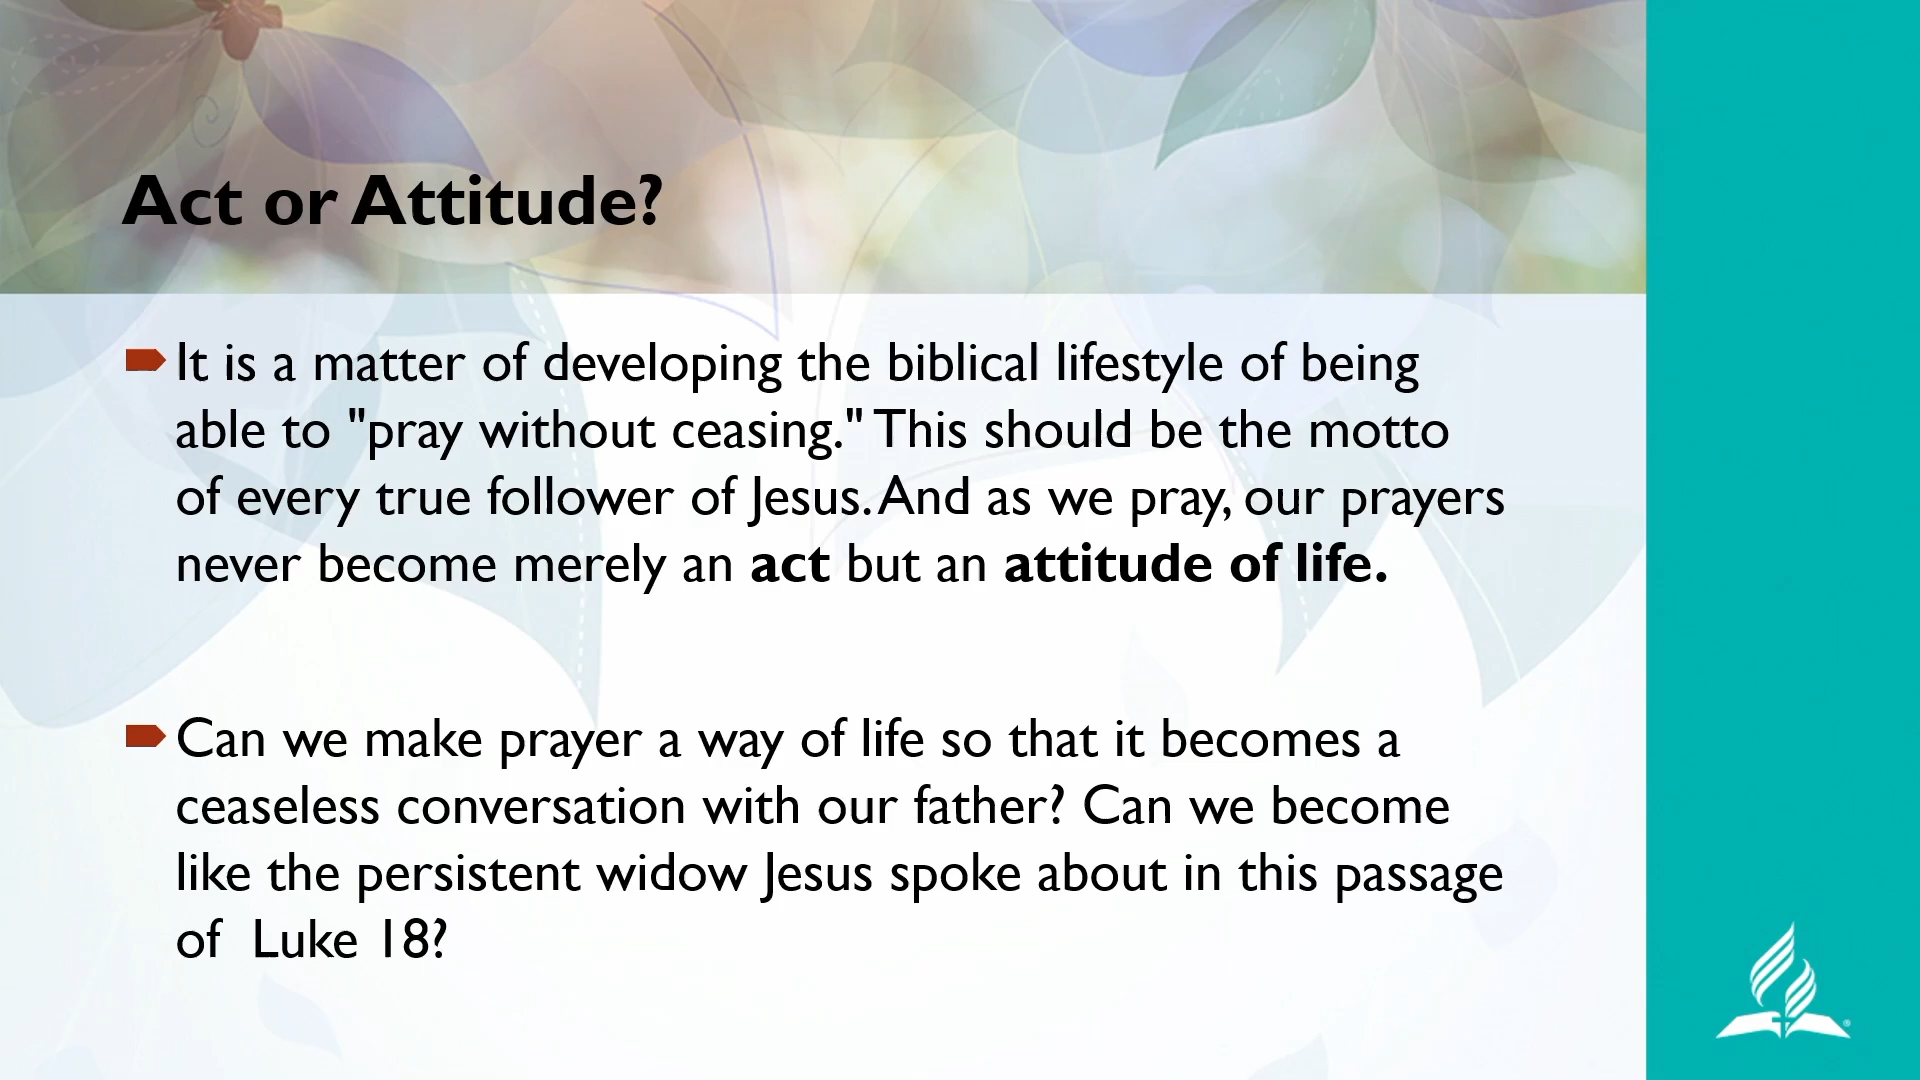 Act or Attitude?
It is a matter of developing the biblical lifestyle of being
able to "pray without ceasing." This should be the motto
of every true follower of Jesus. And as we pray, our prayers
never become merely an act but an attitude of life.
Can we make prayer a way of life so that it becomes a
ceaseless conversation with our father? Can we become
like the persistent widow Jesus spoke about in this passage
of  Luke 18?
®